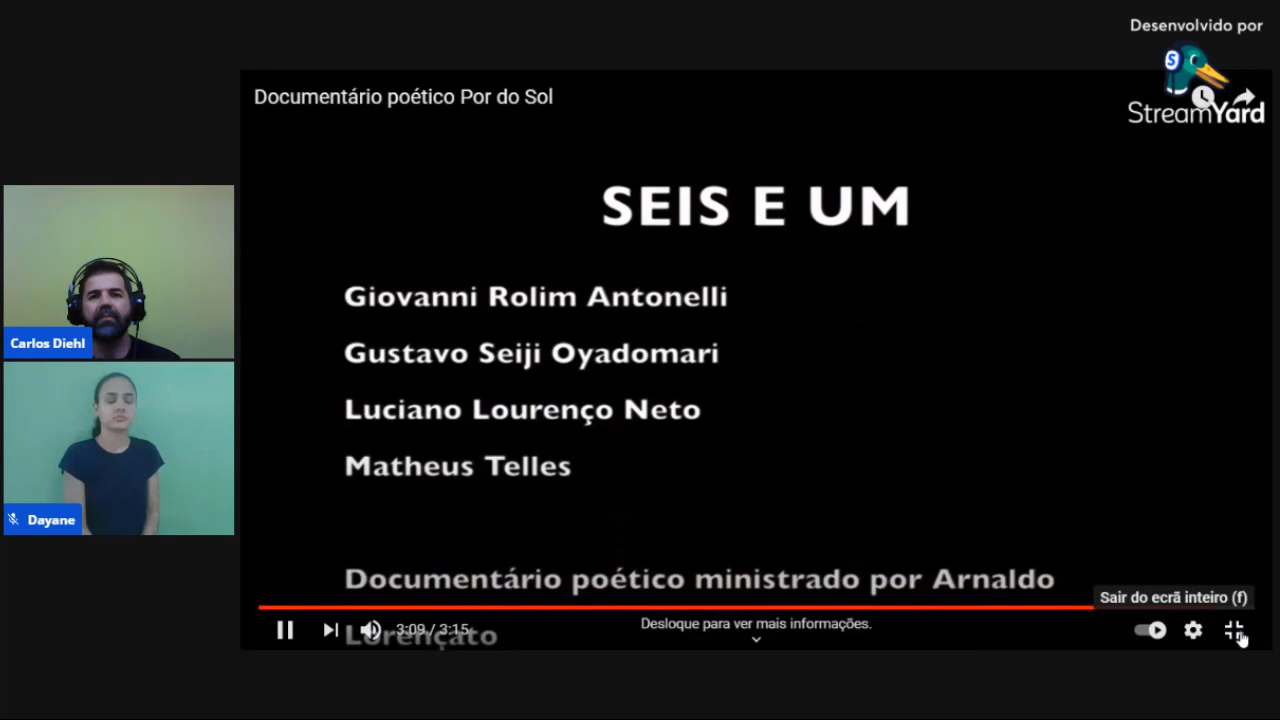 Desenvolvido por
StreamYard
Documentário poético Por do Sol
SEIS E UM
Giovanni Rolim Antonelli
Gustavo Seiji Oyadomari
Luciano Lourenço Neto
Matheus Telles
Documentário poético ministrado por Arnaldo
Lorençato
Carlos Diehl
Dayane
Sair do ecrã inteiro (f)
3:09 / 3:15
Desloque para ver mais informações.